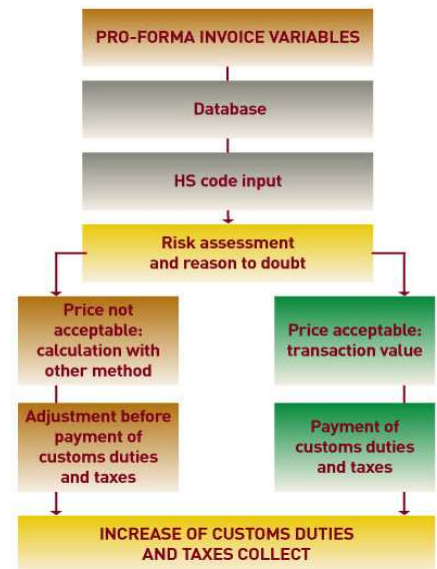 PRO-FORMA INVOICE VARIABLES
Database
HS code input
Risk assessment
and reason to doubt
Price not
acceptable:
calculation with
other method
Price acceptable:
transaction value
Adjustment before
payment of
customs duties
and taxes
Payment of
customs duties
and taxes
INCREASE OF CUSTOMS DUTIES
AND TAXES COLLECT